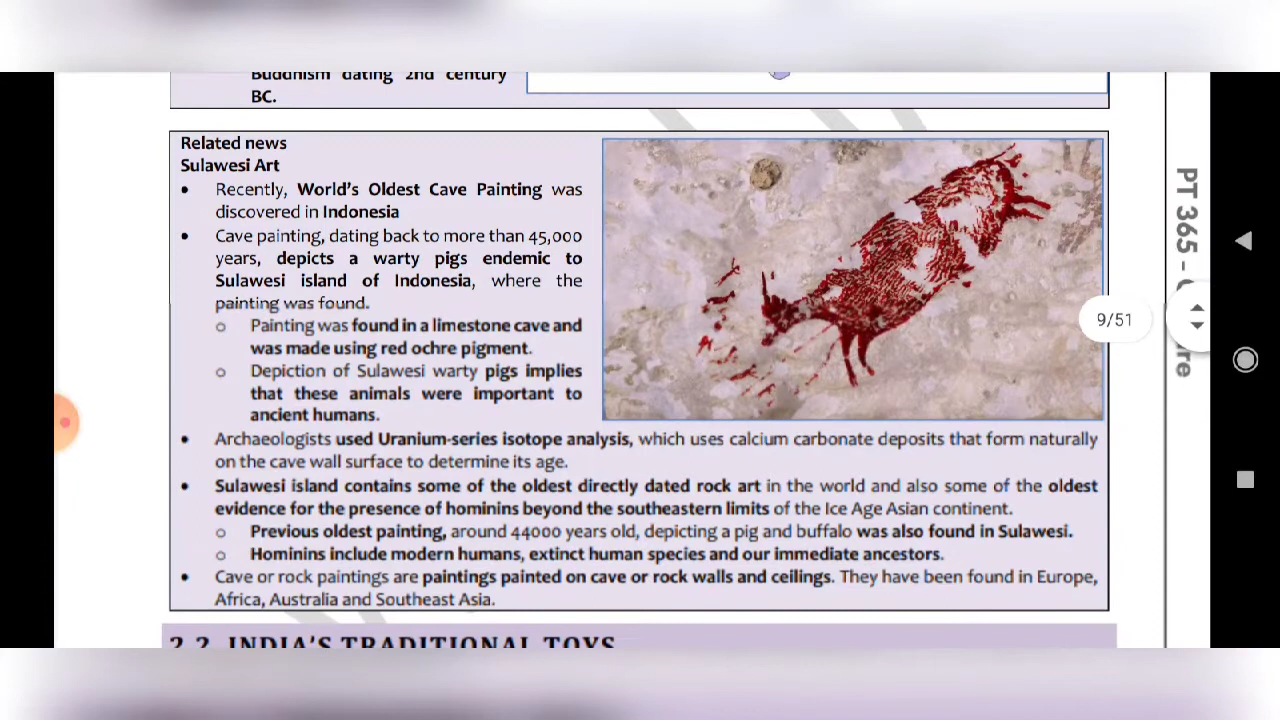 Buddhism dating 2nd century
BC.
Related news
Sulawesi Art
• Recently, World's Oldest Cave Painting was
discovered in Indonesia
• Cave painting, dating back to more than 45,000
years, depicts a warty pigs endemic to
Sulawesi island of Indonesia, where the
painting was found.
o Painting was found in a limestone cave and
was made using red ochre pigment.
o Depiction of Sulawesi warty pigs implies
that these animals were important to
ancient humans.
• Archaeologists used Uranium-series isotope analysis, which uses calcium carbonate deposits that form naturally
on the cave wall surface to determine its age.
• Sulawesi island contains some of the oldest directly dated rock art in the world and also some of the oldest
evidence for the presence of hominins beyond the southeastern limits of the Ice Age Asian continent.
o Previous oldest painting, around 44000 years old, depicting a pig and buffalo was also found in Sulawesi.
o Hominins include modern humans, extinct human species and our immediate ancestors.
• Cave or rock paintings are paintings painted on cave or rock walls and ceilings. They have been found in Europe,
Africa, Australia and Southeast Asia.
2.2. INDIA'S TRADITIONAL TOYS
PT 365 -
9/51